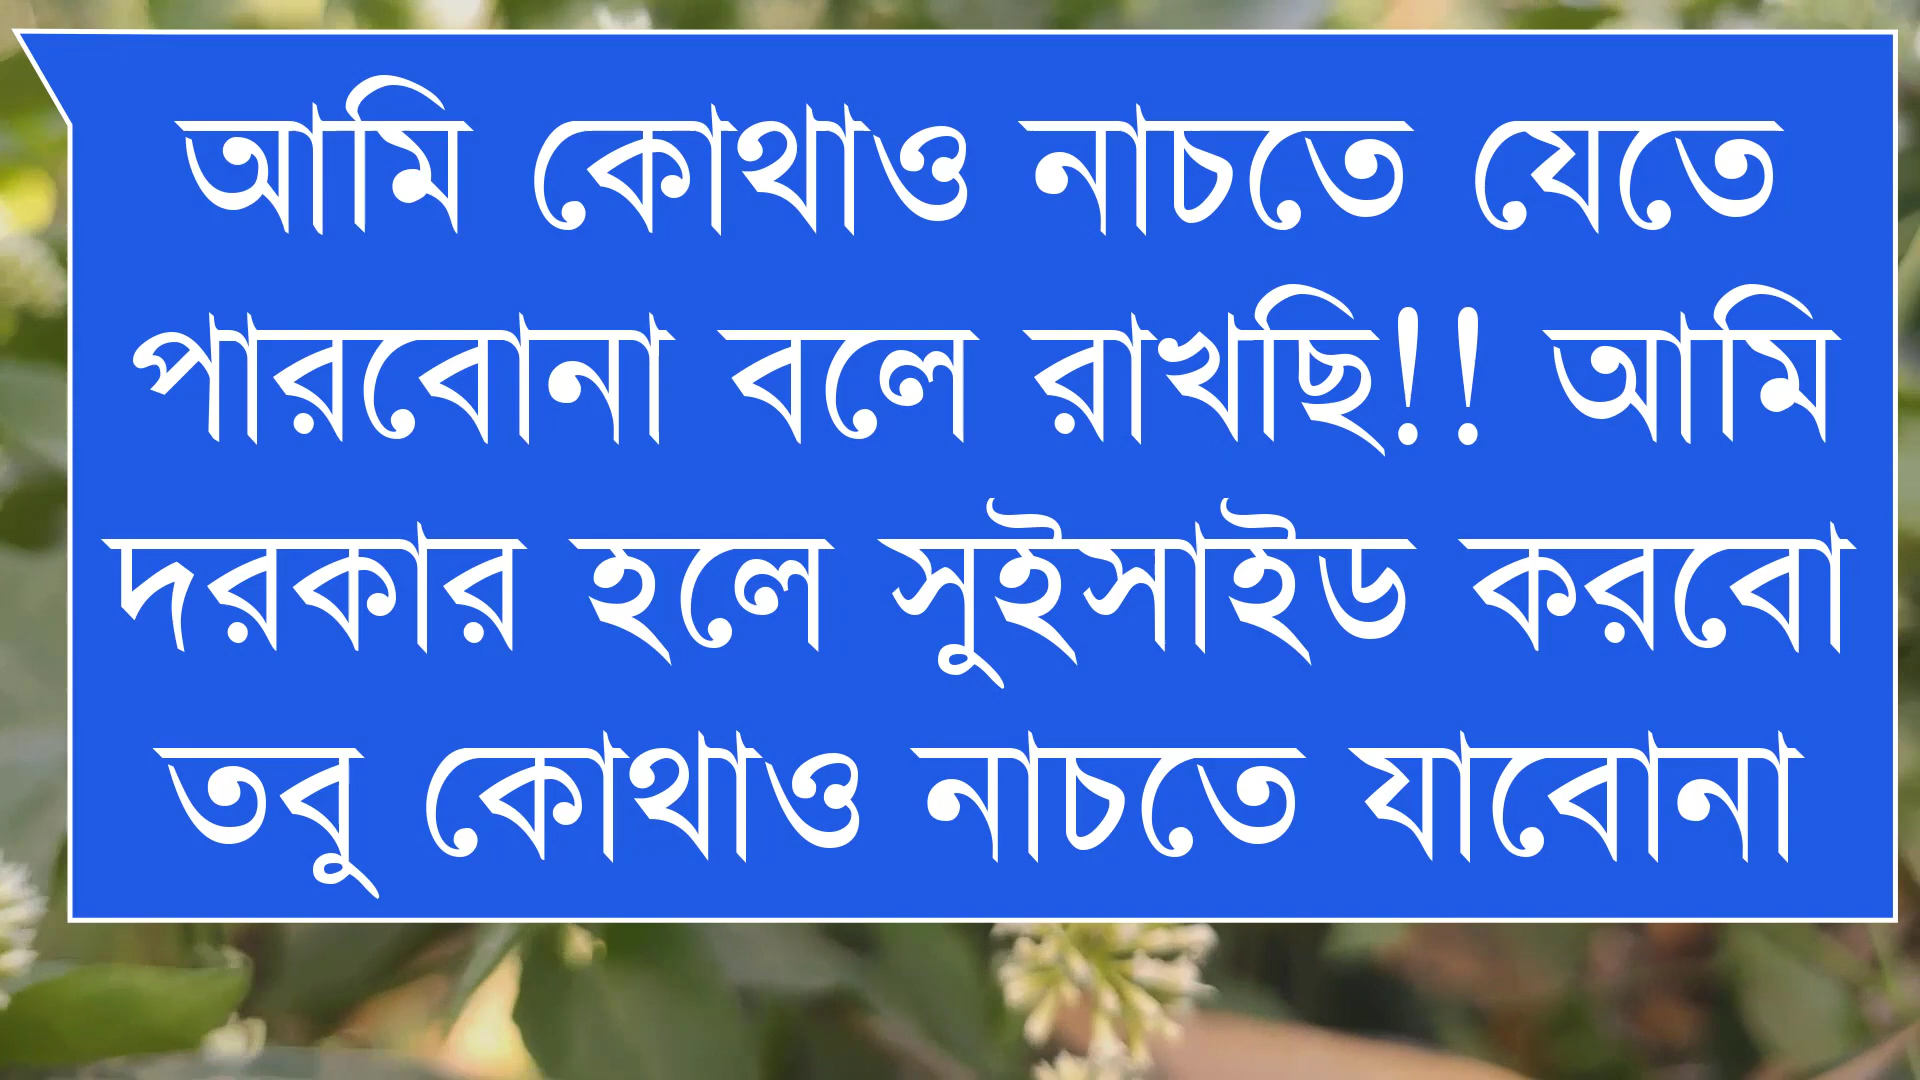 আমি কোথাও নাচতে যেতে
পারবোনা বলে রাখছি!! আমি
দরকার হলে সুইসাইড করবো
তবু কোথাও নাচতে যাবোনা